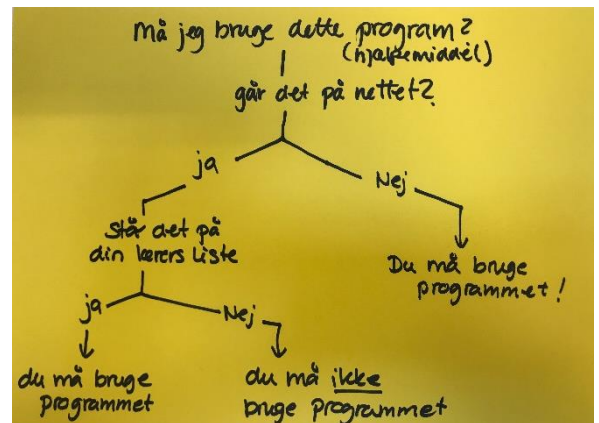 Må jeg bruge dette program?
(hjælpemiddel)
går det på nettet?
ja
Nej
Står det på
din lærers liste
Du må bruge
programmet!
ja
Nej
du må bruge
programmet
du må ikke
bruge programmet